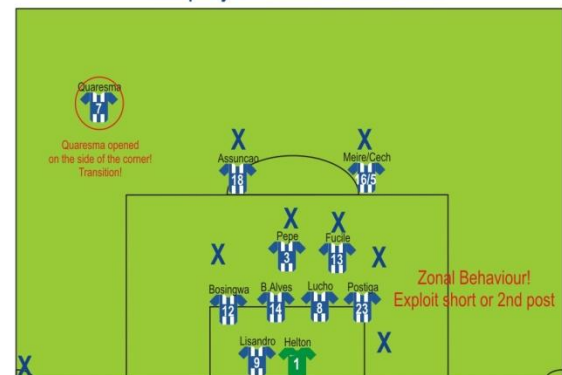 Quaresma
7
Quaresma opened
on the side of the corner!
Transition!
X
X
Assuncao
18
Meire/Cech
16/5
X
X
Pepe
3
Fucile
13
X
X
Zonal Behaviour!
Exploit short or 2nd post
Bosingwa
12
B.Alves
14
Lucho
8
Postiga
23
X
Lisandro
9
Helton
1
X